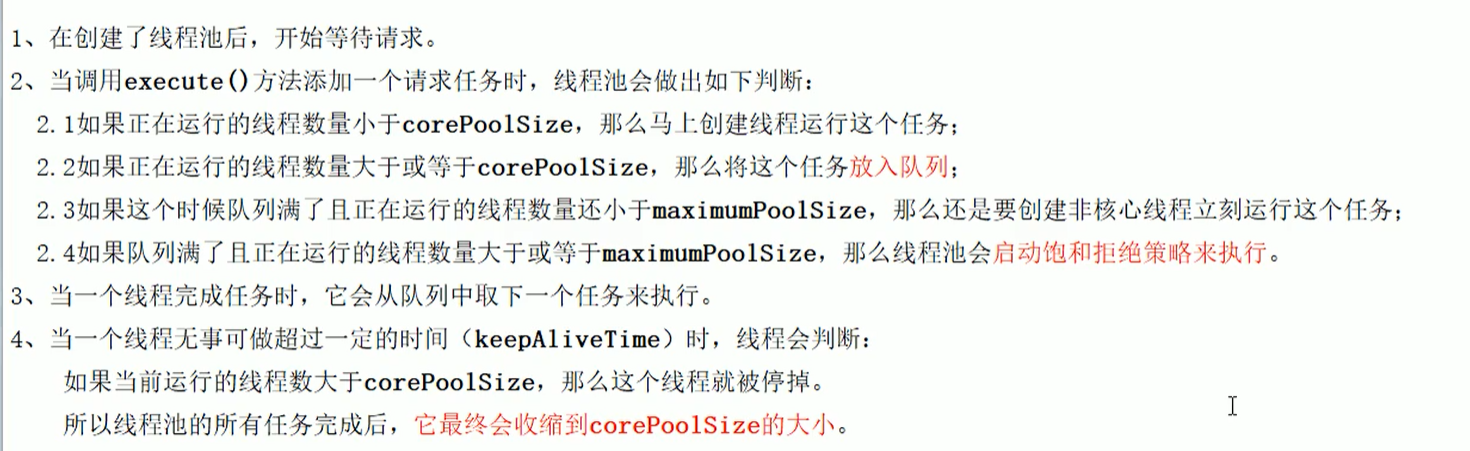 1、在创建了线程池后，开始等待请求。
2、当调用execute()方法添加一个请求任务时，线程池会做出如下判断：
2.1如果正在运行的线程数量小于corePoolSize，那么马上创建线程运行这个任务；
2.2如果正在运行的线程数量大于或等于corePoolSize，那么将这个任务放入队列；
2.3如果这个时候队列满了且正在运行的线程数量还小于maximumPoolSize，那么还是要创建非核心线程立刻运行这个任务；
2.4如果队列满了且正在运行的线程数量大于或等于maximumPoolSize，那么线程池会启动饱和拒绝策略来执行。
3、当一个线程完成任务时，它会从队列中取下一个任务来执行。
4、当一个线程无事可做超过一定的时间（keepAliveTime）时，线程会判断：
如果当前运行的线程数大于corePoolSize，那么这个线程就被停掉。
所以线程池的所有任务完成后，它最终会收缩到corePoolSize的大小。